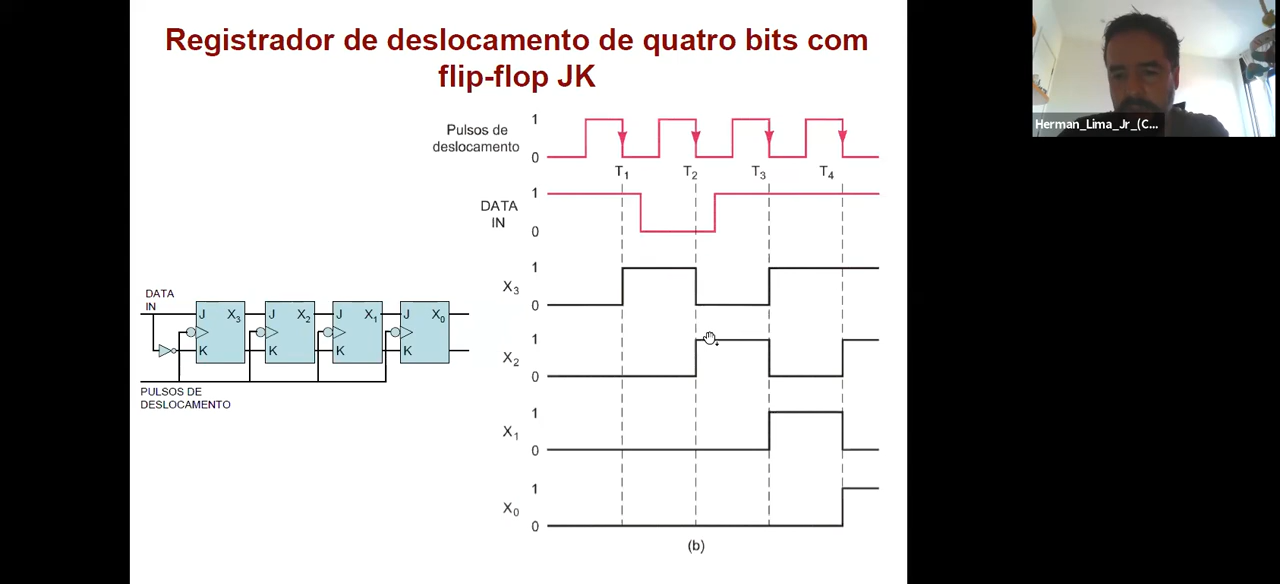 Registrador de deslocamento de quatro bits com
flip-flop JK
Herman_Lima_Jr_(C...
Pulsos de
deslocamento
1
0
T1
T2
T3
T4
DATA
IN
1
0
X3
1
0
X2
1
0
X1
1
0
X0
1
0
(b)
DATA
IN
J X3
K
J X2
K
J X1
K
J X0
K
PULSOS DE
DESLOCAMENTO